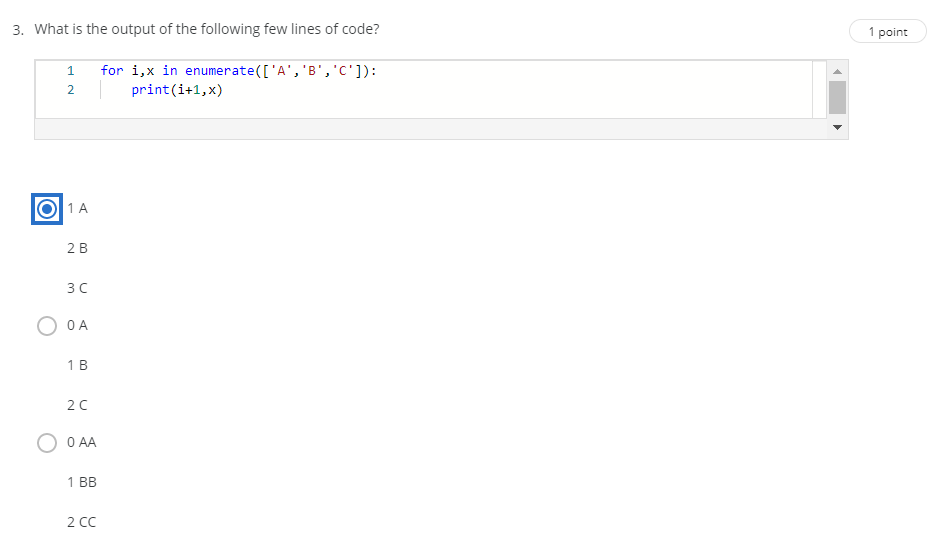 3. What is the output of the following few lines of code?
1 point
1 for i,x in enumerate(['A','B','C']):
2 print(i+1,x)
1 A
2 B
3 C
0 A
1 B
2 C
0 AA
1 BB
2 CC